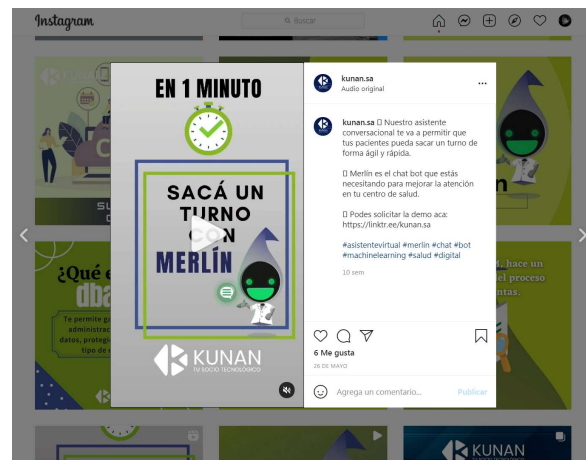 Instagram
Buscar
EN 1 MINUTO
SACÁ UN
TURNO
CON
MERLÍN
KUNAN
TU SOCIO TECNOLÓGICO
kunan.sa
Audio original
kunan.sa Nuestro asistente
conversacional te va a permitir que
tus pacientes pueda sacar un turno de
forma ágil y rápida.
Merlín es el chat bot que estás
necesitando para mejorar la atención
en tu centro de salud.
Podes solicitar la demo aca:
https://linktr.ee/kunan.sa
#asistentevirtual #merlin #chat #bot
#machinelearning #salud #digital
10 sem
6 Me gusta
26 DE MAYO
Agrega un comentario...
Publicar
¿Qué
Te permite
datos,
tipo de
, hace un
del proceso
KUNAN